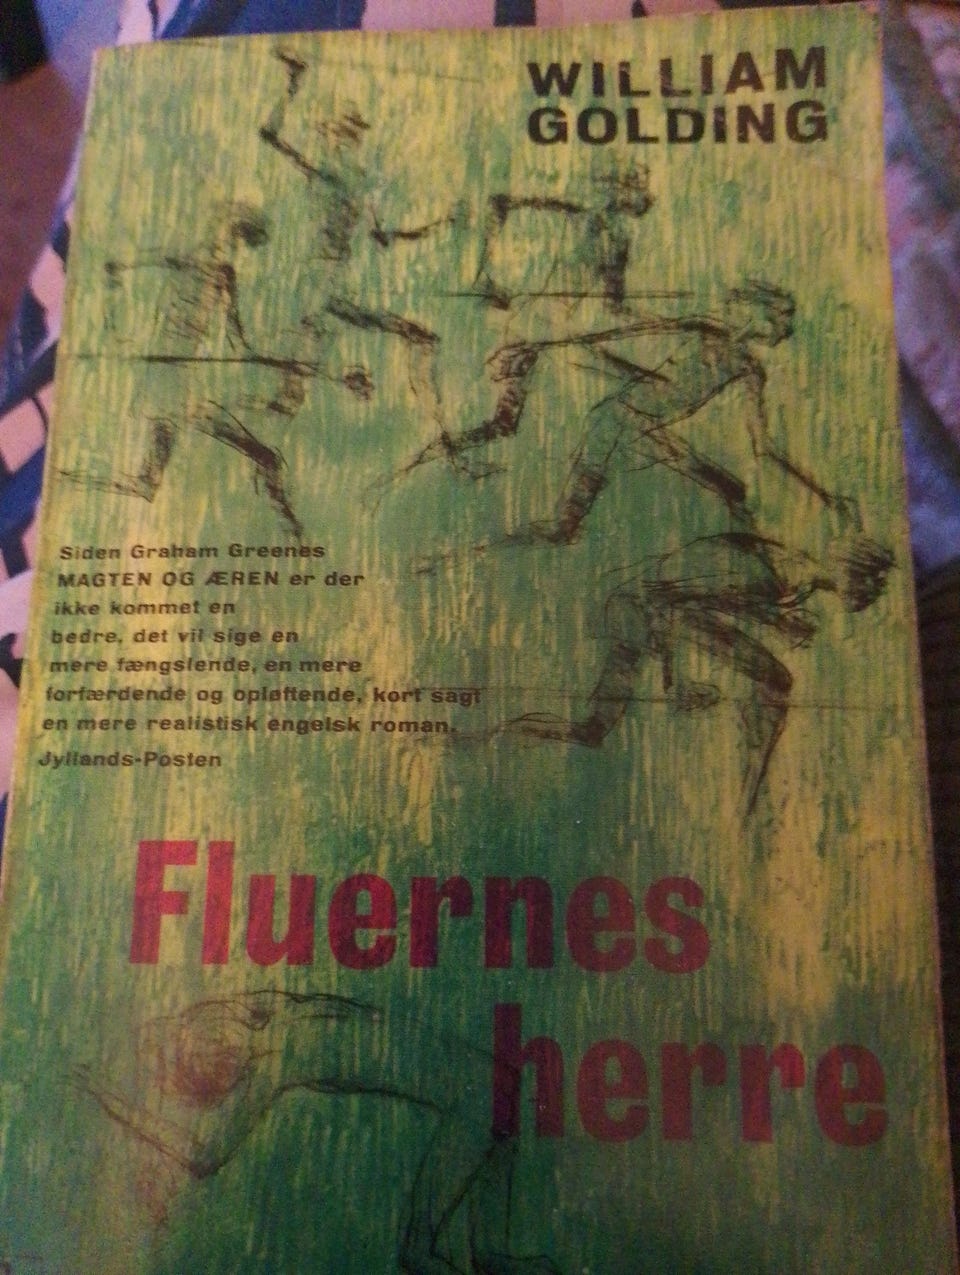 WILLIAM
GOLDING
Siden Graham Greenes
MAGTEN OG ÆREN er der
ikke kommet en
bedre, det vil sige en
mere fængslende, en mere
forfærdende og opløftende, kort sagt
en mere realistisk engelsk roman.
Jyllands-Posten
Fluernes
herre